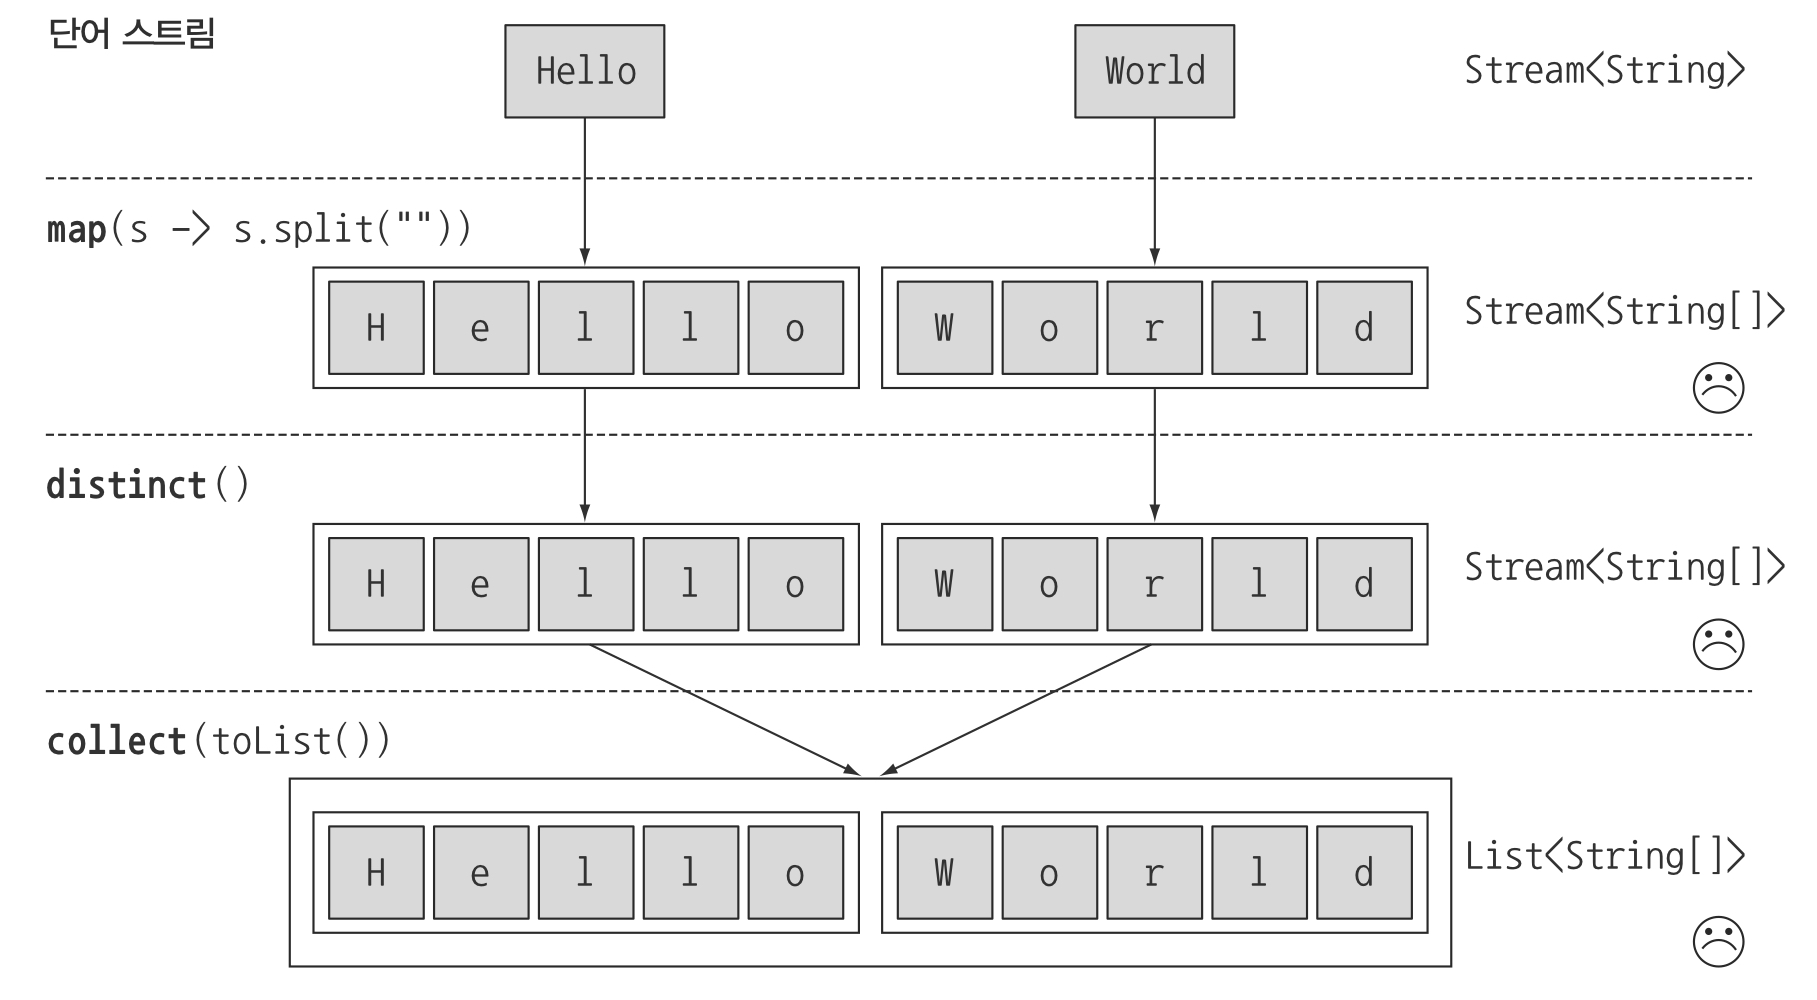 단어 스트림
Hello World Stream<String>
map(s -> s.split(""))
H e l l o W o r l d Stream<String[]>
distinct()
H e l l o W o r l d Stream<String[]>
collect(toList())
H e l l o W o r l d List<String[]>